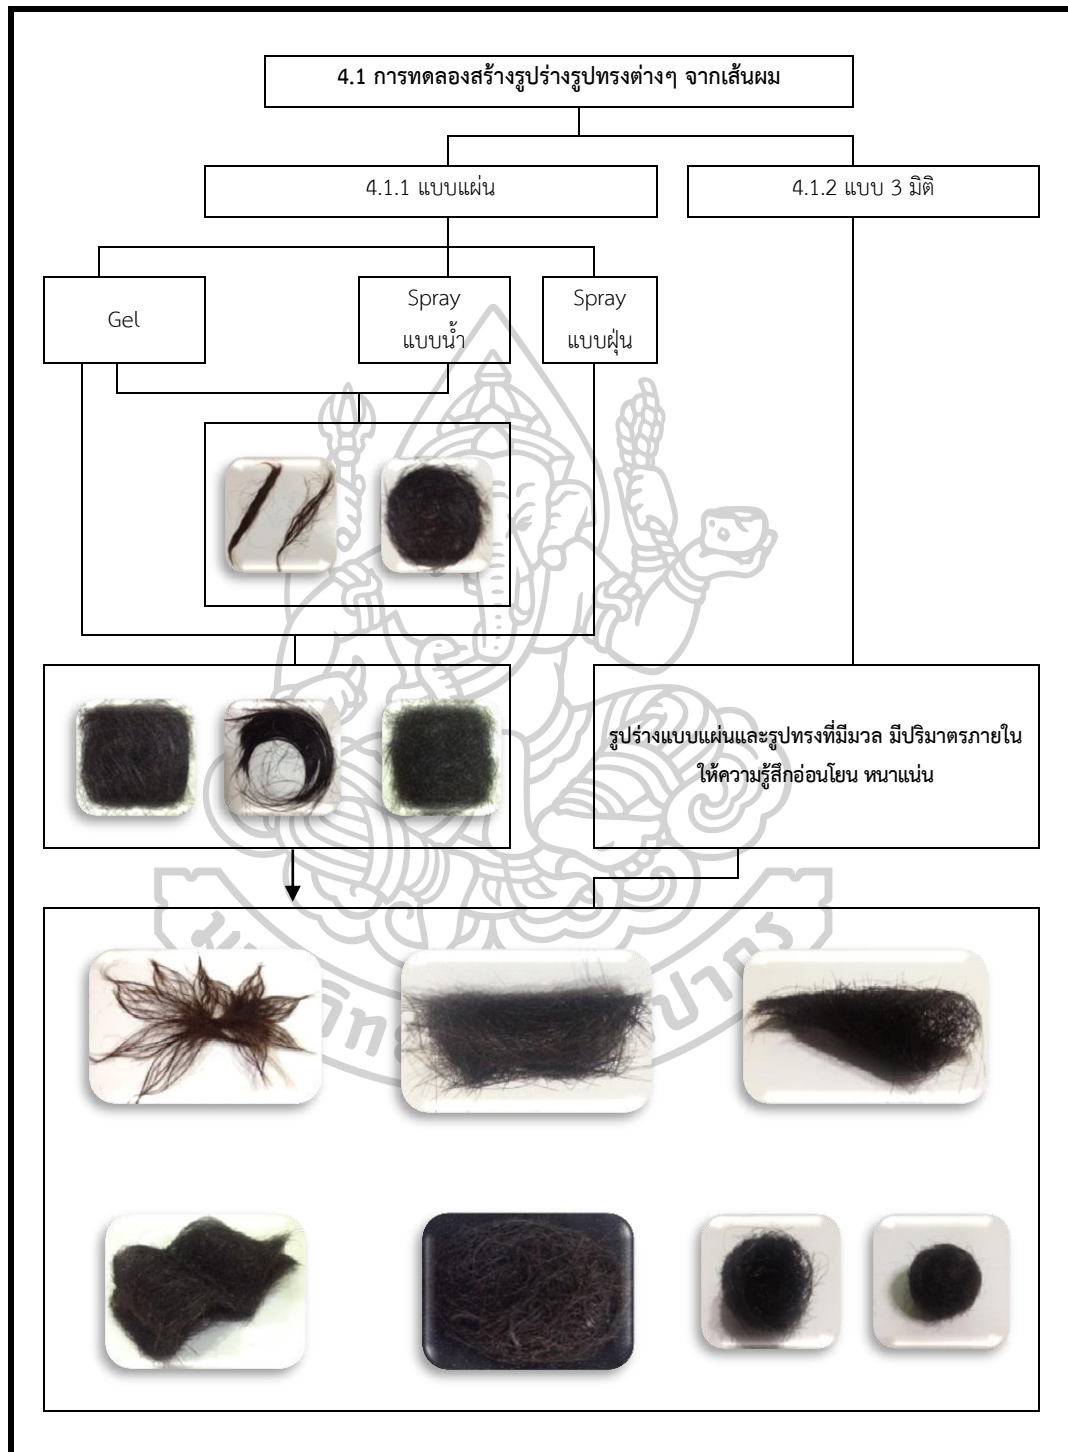 4.1 การทดลองสร้างรูปร่างรูปทรงต่างๆ จากเส้นผม
4.1.1 แบบแผ่น
4.1.2 แบบ 3 มิติ
Gel
Spray
แบบน้ำ
Spray
แบบฝุ่น
รูปร่างแบบแผ่นและรูปทรงที่มีมวล มีปริมาตรภายใน
ให้ความรู้สึกอ่อนโยน หนาแน่น